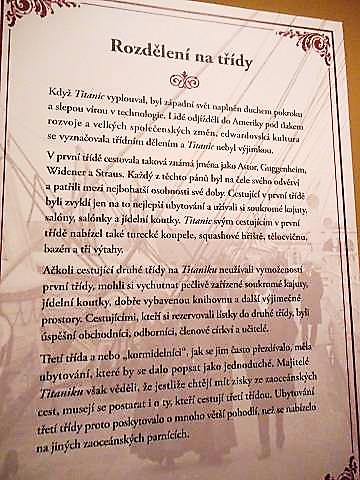 Rozdělení na třídy
Když Titanic vyplouval, byl západní svět naplněn duchem pokroku
a slepou vírou v technologie. Lidé odjížděli do Ameriky pod tlakem
rozvoje a velkých společenských změn, edwardovská kultura
se vyznačovala třídním dělením a Titanic nebyl výjimkou.
V první třídě cestovala taková známá jména jako Astor, Guggenheim,
Widener a Straus. Každý z těchto pánů byl na čele svého odvětví
a patřili mezi nejbohatší osobnosti své doby. Cestující v první třídě
byli zvyklí jen na to nejlepší ubytování a užívali si soukromé kajuty,
salóny, salónky a jídelní koutky. Titanic svým cestujícím v první
třídě nabízel také turecké koupele, squashové hřiště, tělocvičnu,
bazén a tři výtahy.
Ačkoli cestující druhé třídy na Titaniku neužívali vymožeností
první třídy, mohli si vychutnat pečlivě zařízené soukromé kajuty,
jídelní koutky, dobře vybavenou knihovnu a další výjimečné
prostory. Cestujícími, kteří si rezervovali lístky do druhé třídy, byli
úspěšní obchodníci, odborníci, členové církví a učitelé.
Třetí třída a nebo „kormidelníci“, jak se jim často přezdívalo, měla
ubytování, které by se dalo popsat jako jednoduché. Majitelé
Titaniku však věděli, že jestliže chtějí mít zisky ze zaoceánských
cest, musejí se postarat i o ty, kteří cestují třetí třídou. Ubytování
třetí třídy proto poskytovalo o mnoho větší pohodlí, než se nabízelo
na jiných zaoceánských parnících.